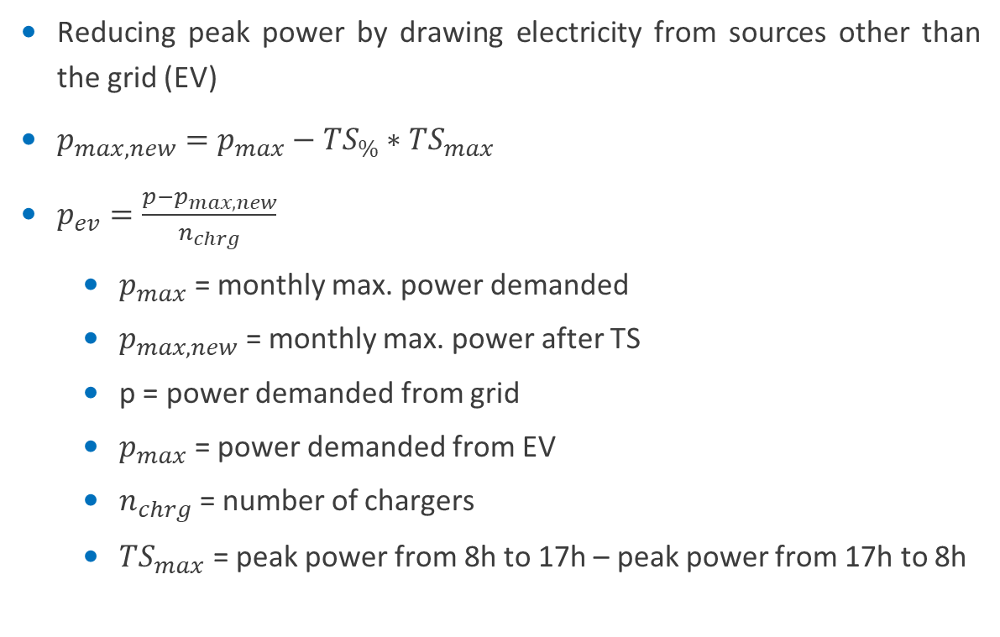 • Reducing peak power by drawing electricity from sources other than
the grid (EV)
• p_{max,new} = p_{max} − TS_{%} * TS_{max}
• p_{ev} = \frac{p−p_{max,new}}{n_{chrg}}
• p_{max} = monthly max. power demanded
• p_{max,new} = monthly max. power after TS
• p = power demanded from grid
• p_{max} = power demanded from EV
• n_{chrg} = number of chargers
• TS_{max} = peak power from 8h to 17h – peak power from 17h to 8h